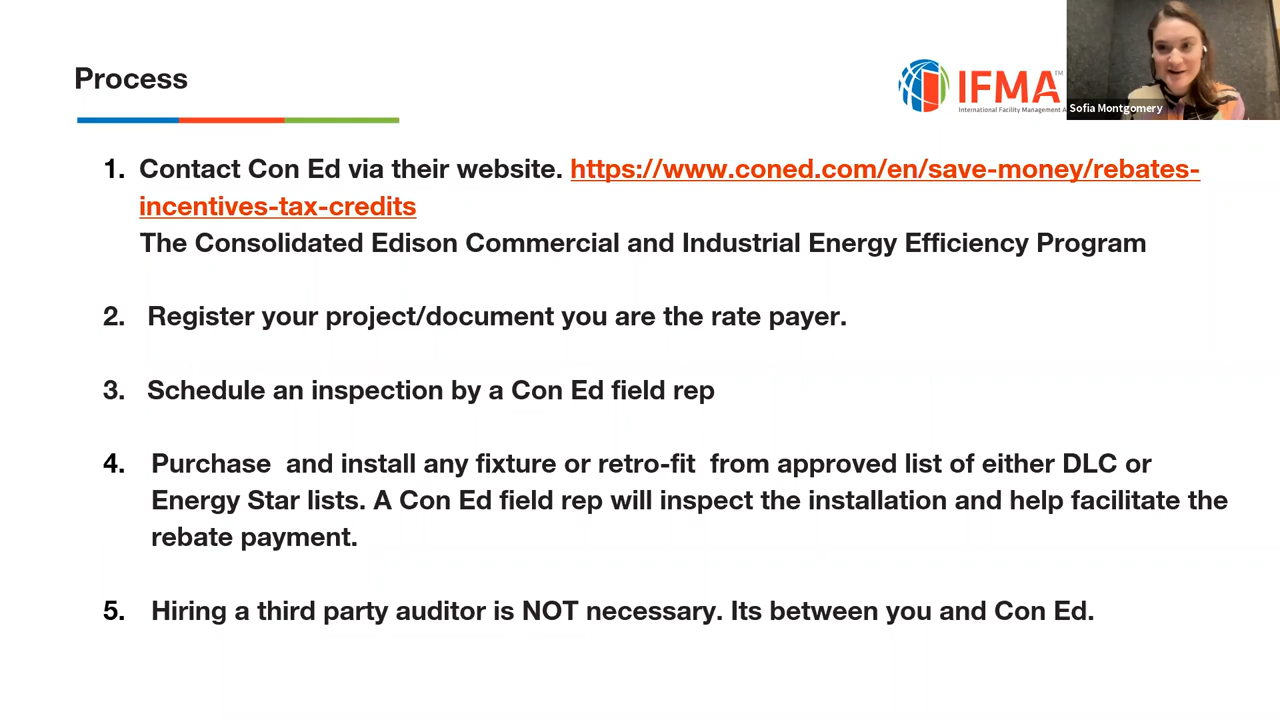 Process
IFMA™
International Facility Management A
Sofia Montgomery
1. Contact Con Ed via their website. https://www.coned.com/en/save-money/rebates-
incentives-tax-credits
The Consolidated Edison Commercial and Industrial Energy Efficiency Program
2. Register your project/document you are the rate payer.
3. Schedule an inspection by a Con Ed field rep
4. Purchase and install any fixture or retro-fit from approved list of either DLC or
Energy Star lists. A Con Ed field rep will inspect the installation and help facilitate the
rebate payment.
5. Hiring a third party auditor is NOT necessary. Its between you and Con Ed.